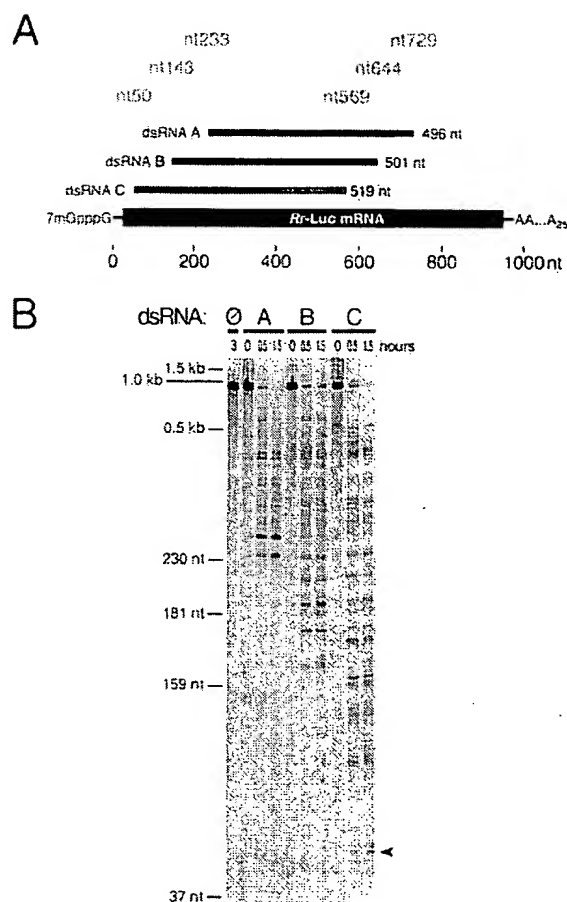 A
nt233 nt729
nt143 nt644
nt50 nt569
dsRNA A 496 nt
dsRNA B 501 nt
dsRNA C 519 nt
7mGpppG Rr-Luc mRNA AA...A25
0 200 400 600 800 1000nt
B
dsRNA: Ø A B C
3 0 0.5 1.5 0 0.5 1.5 0 0.5 1.5 hours
1.5 kb
1.0 kb
0.5 kb
230 nt
181 nt
159 nt
37 nt